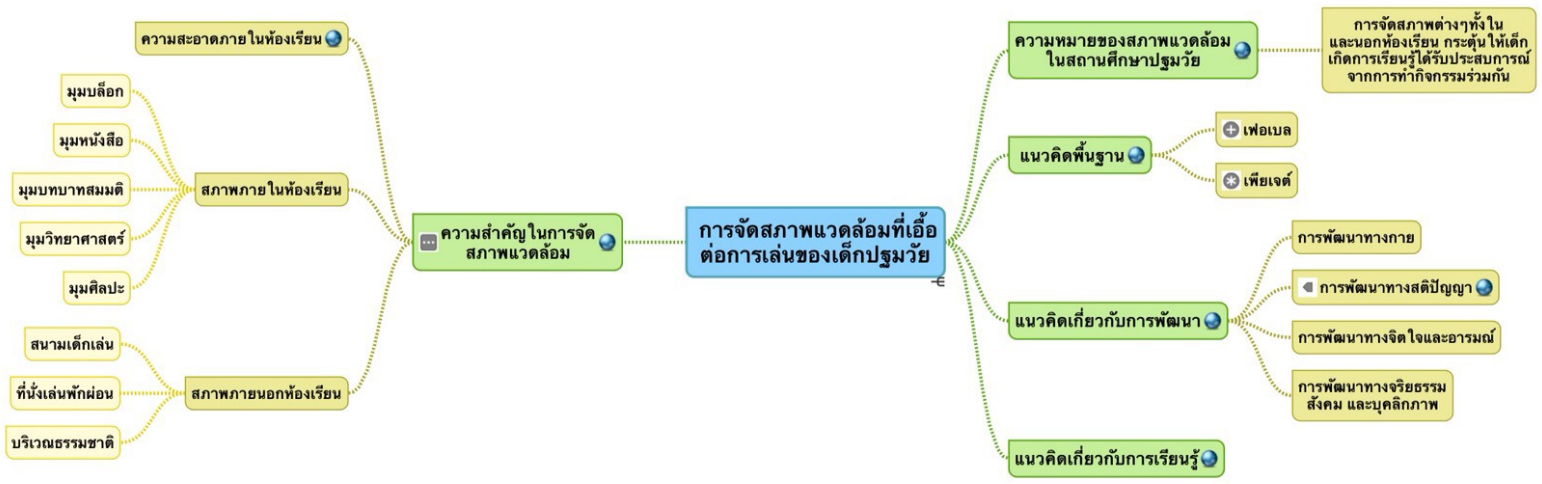 การจัดสภาพแวดล้อมที่เอื้อ
ต่อการเล่นของเด็กปฐมวัย
ความหมายของสภาพแวดล้อม
ในสถานศึกษาปฐมวัย
การจัดสภาพต่างๆทั้งใน
และนอกห้องเรียน กระตุ้นให้เด็ก
เกิดการเรียนรู้ได้รับประสบการณ์
จากการทำกิจกรรมร่วมกัน
แนวคิดพื้นฐาน
เฟอเบล
เพียเจต์
แนวคิดเกี่ยวกับการพัฒนา
การพัฒนาทางกาย
การพัฒนาทางสติปัญญา
การพัฒนาทางจิตใจและอารมณ์
การพัฒนาทางจริยธรรม
สังคม และบุคลิกภาพ
แนวคิดเกี่ยวกับการเรียนรู้
ความสำคัญในการจัด
สภาพแวดล้อม
ความสะอาดภายในห้องเรียน
สภาพภายในห้องเรียน
มุมบล็อก
มุมหนังสือ
มุมบทบาทสมมติ
มุมวิทยาศาสตร์
มุมศิลปะ
สภาพภายนอกห้องเรียน
สนามเด็กเล่น
ที่นั่งเล่นพักผ่อน
บริเวณธรรมชาติ